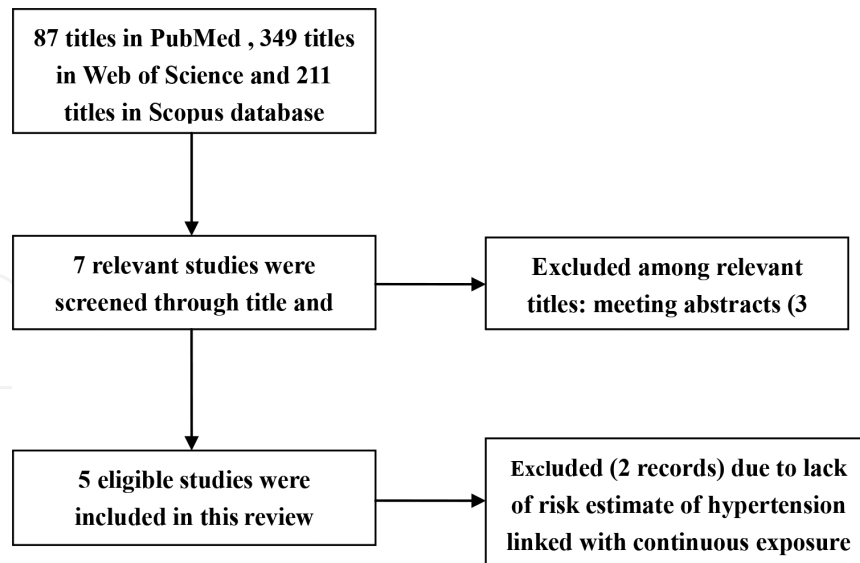 87 titles in PubMed , 349 titles
in Web of Science and 211
titles in Scopus database
7 relevant studies were
screened through title and
Excluded among relevant
titles: meeting abstracts (3
5 eligible studies were
included in this review
Excluded (2 records) due to lack
of risk estimate of hypertension
linked with continuous exposure